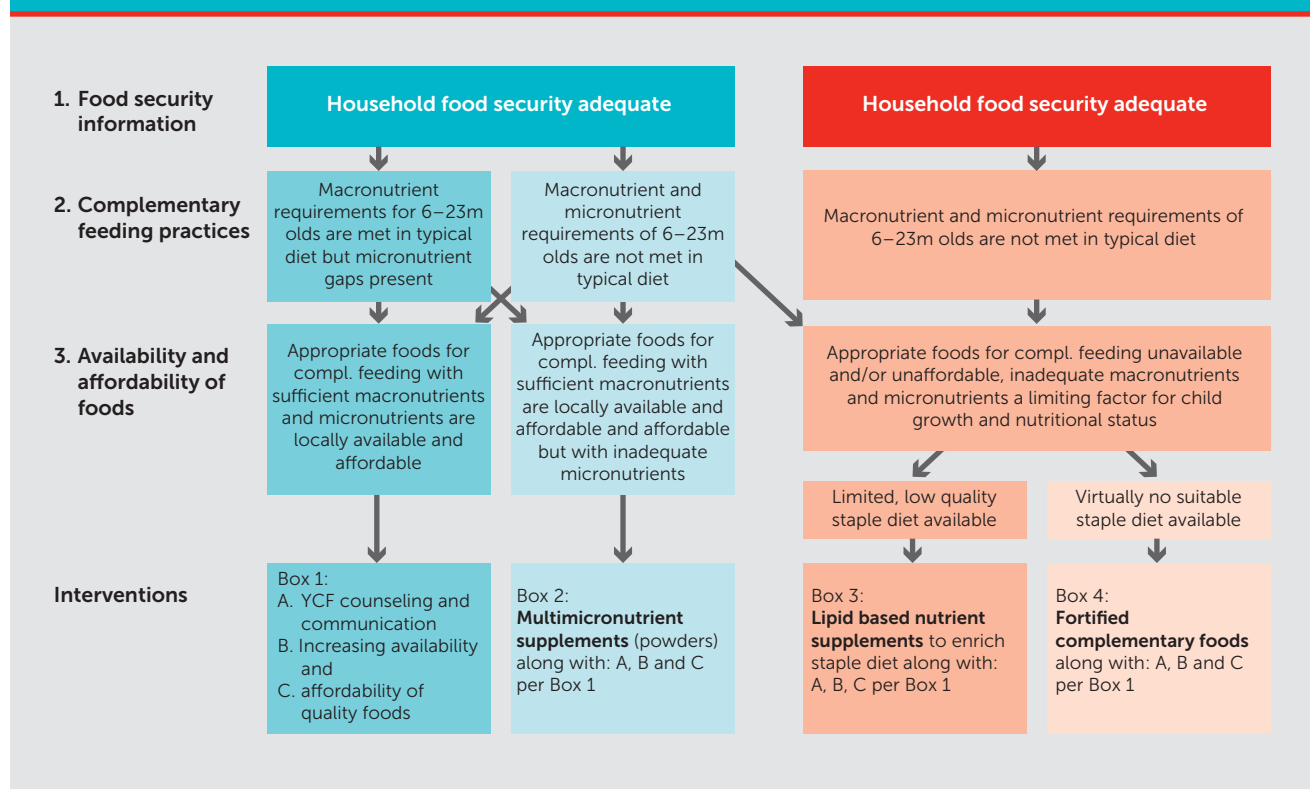 1. Food security
information
Household food security adequate
Household food security adequate
2. Complementary
feeding practices
Macronutrient
requirements for 6–23m
olds are met in typical
diet but micronutrient
gaps present
Macronutrient and
micronutrient
requirements of 6–23m
olds are not met in
typical diet
Macronutrient and micronutrient requirements of
6–23m olds are not met in typical diet
3. Availability and
affordability of
foods
Appropriate foods for
compl. feeding with
sufficient macronutrients
and micronutrients are
locally available and
affordable
Appropriate foods for
compl. feeding with
sufficient macronutrients
are locally available and
affordable and affordable
but with inadequate
micronutrients
Appropriate foods for compl. feeding unavailable
and/or unaffordable, inadequate macronutrients
and micronutrients a limiting factor for child
growth and nutritional status
Limited, low quality
staple diet available
Virtually no suitable
staple diet available
Interventions
Box 1:
A. YCF counseling and
communication
B. Increasing availability
and
C. affordability of
quality foods
Box 2:
Multimicronutrient
supplements (powders)
along with: A, B and C
per Box 1
Box 3:
Lipid based nutrient
supplements to enrich
staple diet along with:
A, B, C per Box 1
Box 4:
Fortified
complementary foods
along with: A, B and C
per Box 1